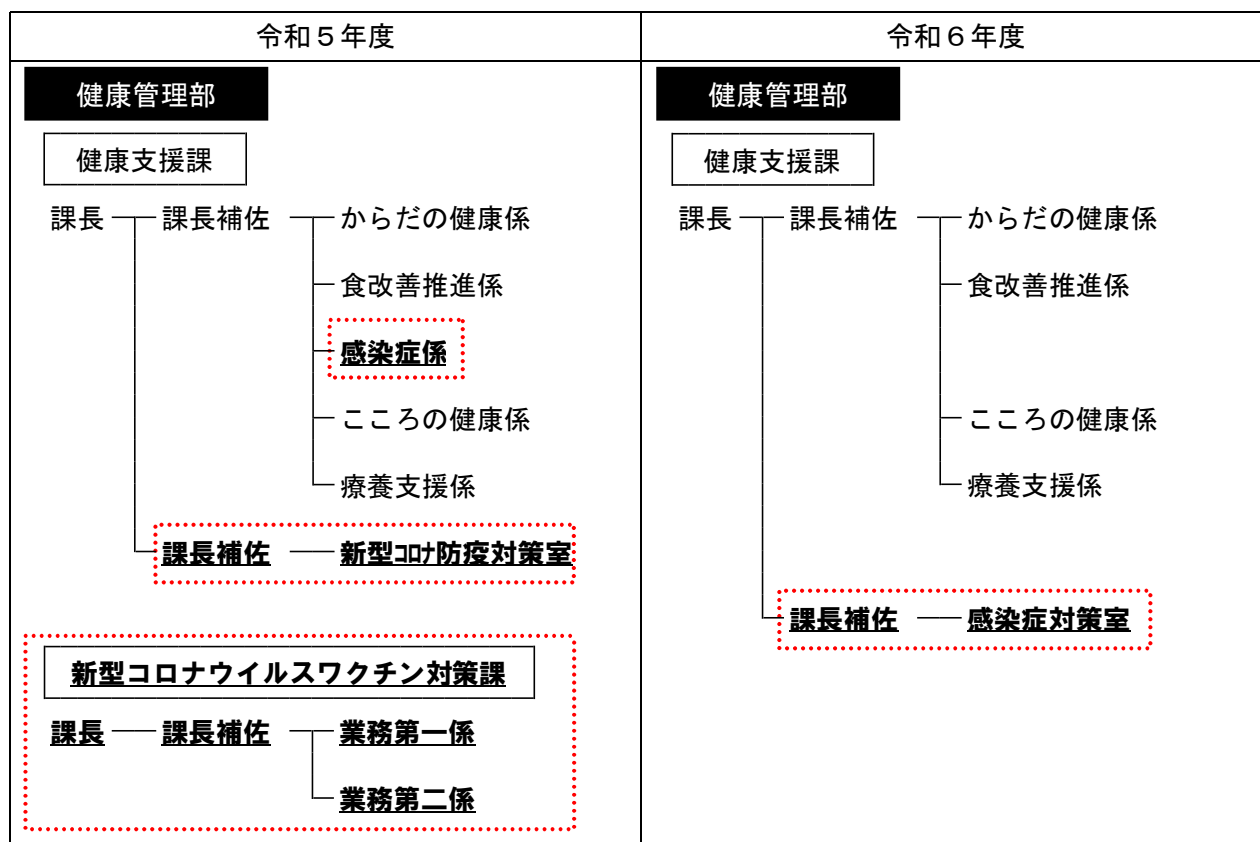 令和５年度
健康管理部
健康支援課
課長 課長補佐 からだの健康係
食改善推進係
感染症係
こころの健康係
療養支援係
課長補佐 新型ｺﾛﾅ防疫対策室
新型コロナウイルスワクチン対策課
課長 課長補佐 業務第一係
業務第二係
令和６年度
健康管理部
健康支援課
課長 課長補佐 からだの健康係
食改善推進係
こころの健康係
療養支援係
課長補佐 感染症対策室